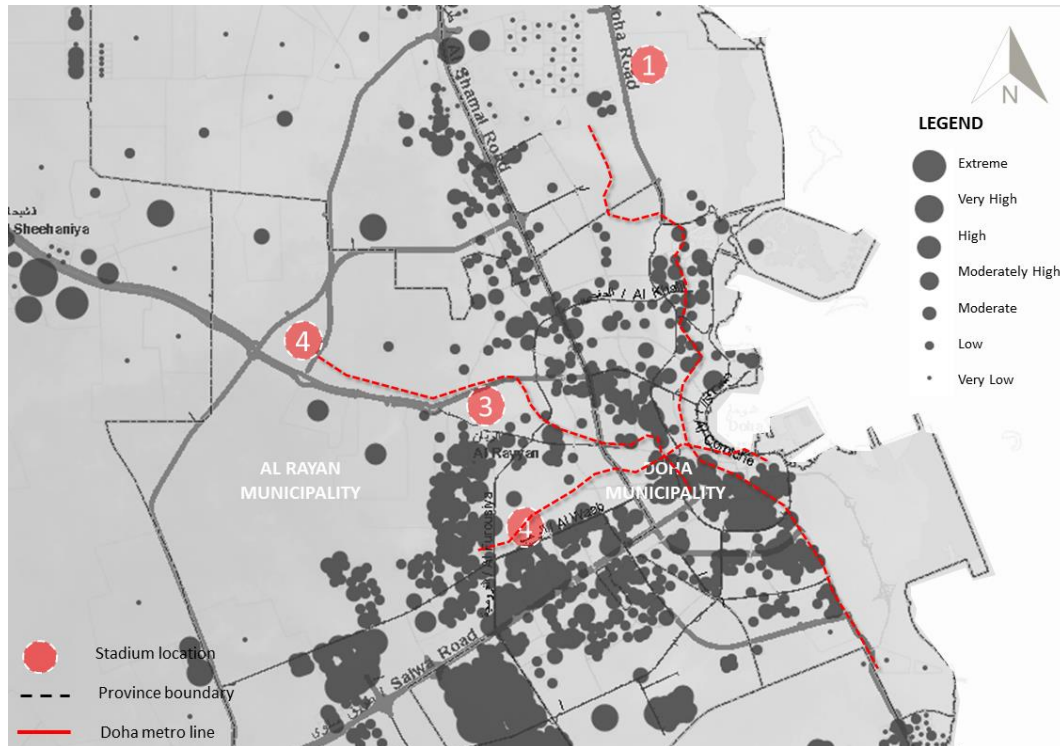 Al Shamal Road
Doha Road
1
N
LEGEND
Extreme
Very High
High
Moderately High
Moderate
Low
Very Low
Sheehaniya
4
3
Al Rayyan
AL RAYAN
MUNICIPALITY
DOHA
MUNICIPALITY
Doha
Al Corniche
4
Al Waab
Salwa Road
Stadium location
Province boundary
Doha metro line